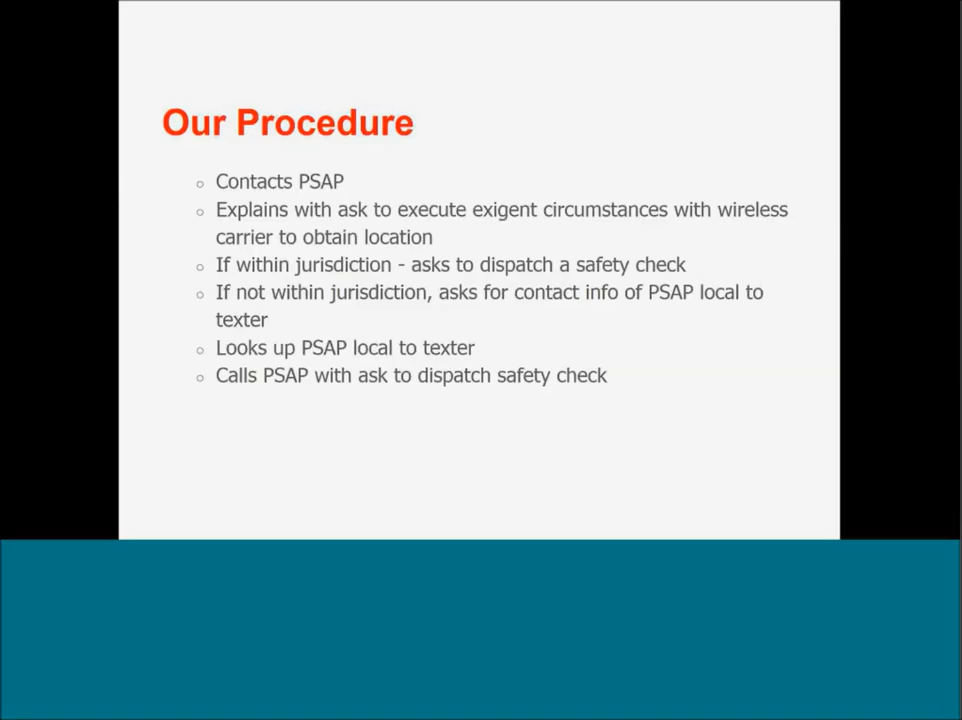 Our Procedure
Contacts PSAP
Explains with ask to execute exigent circumstances with wireless
carrier to obtain location
If within jurisdiction - asks to dispatch a safety check
If not within jurisdiction, asks for contact info of PSAP local to
texter
Looks up PSAP local to texter
Calls PSAP with ask to dispatch safety check